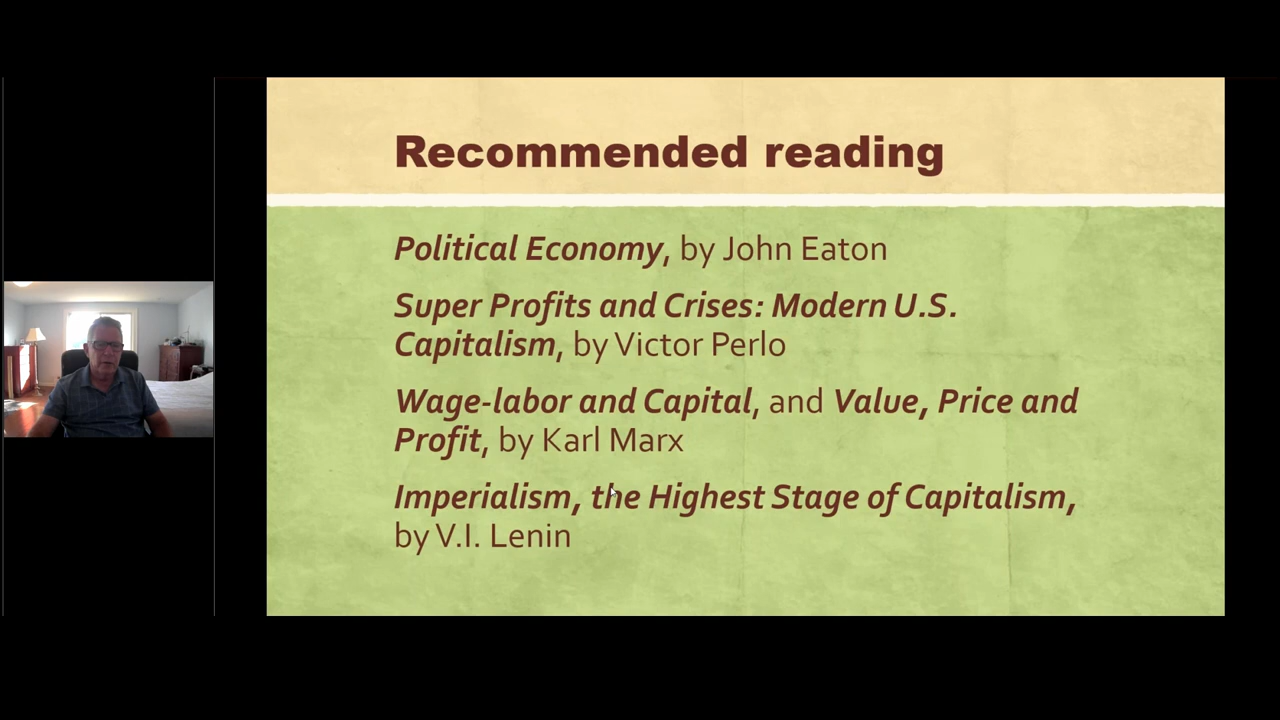 Recommended reading
Political Economy, by John Eaton
Super Profits and Crises: Modern U.S.
Capitalism, by Victor Perlo
Wage-labor and Capital, and Value, Price and
Profit, by Karl Marx
Imperialism, the Highest Stage of Capitalism,
by V.I. Lenin